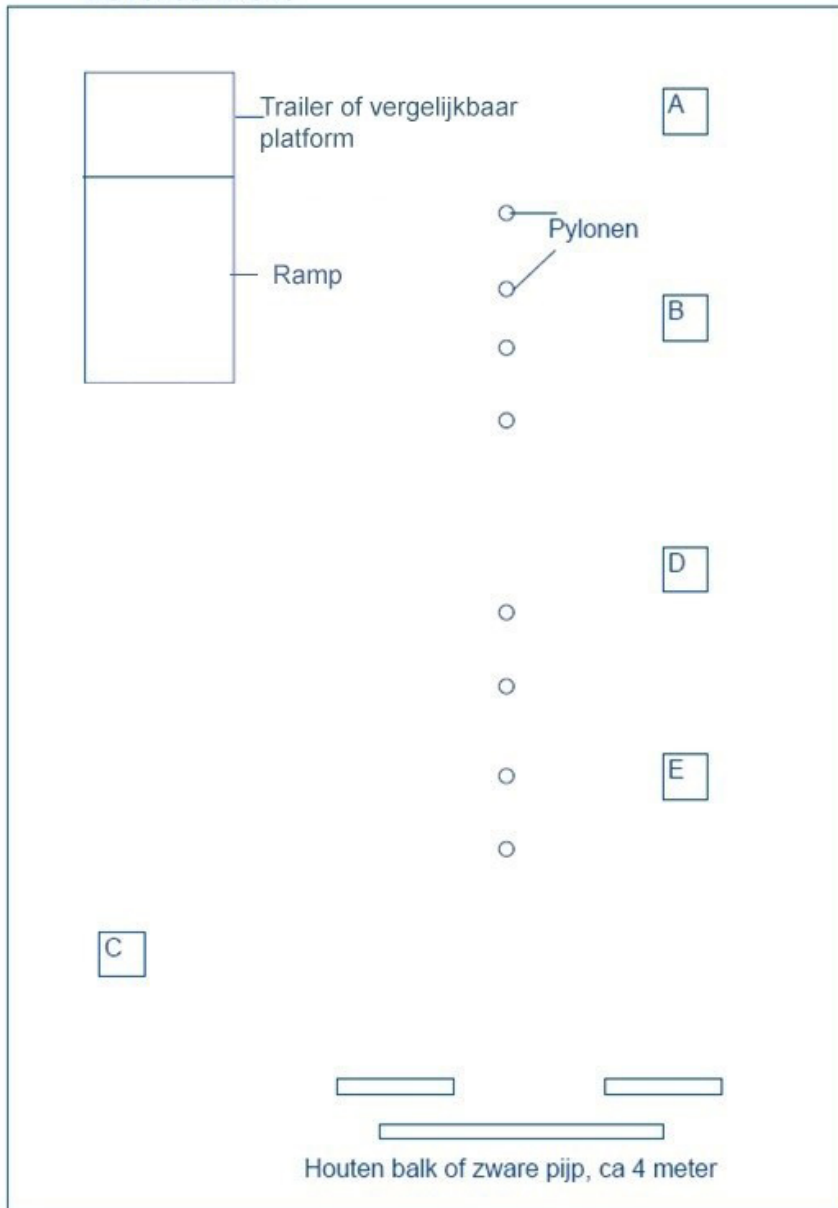 Trailer of vergelijkbaar
platform
A
Pylonen
Ramp
B
D
E
C
Houten balk of zware pijp, ca 4 meter